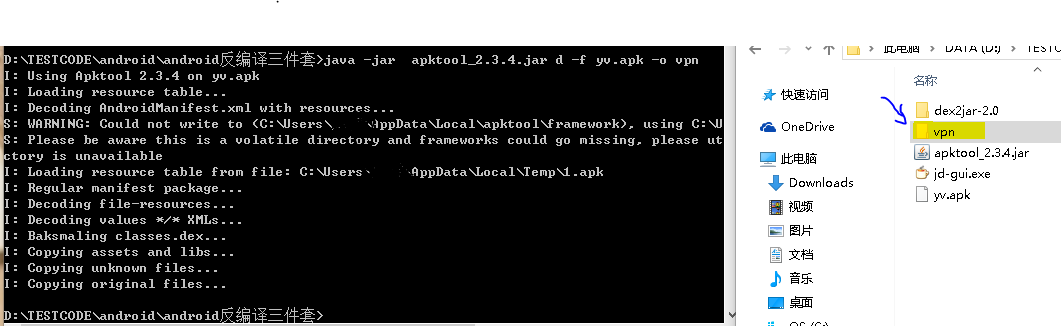 D:\TESTCODE\android\android反编译三件套>java -jar  apktool_2.3.4.jar d -f yv.apk -o vpn
I: Using Apktool 2.3.4 on yv.apk
I: Loading resource table...
I: Decoding AndroidManifest.xml with resources...
S: WARNING: Could not write to (C:\Users\ AppData\Local\apktool\framework), using C:\U
S: Please be aware this is a volatile directory and frameworks could go missing, please ut
ctory is unavailable
I: Loading resource table from file: C:\Users\ AppData\Local\Temp\1.apk
I: Regular manifest package...
I: Decoding file-resources...
I: Decoding values */* XMLs...
I: Baksmaling classes.dex...
I: Copying assets and libs...
I: Copying unknown files...
I: Copying original files...
D:\TESTCODE\android\android反编译三件套>
此电脑 > DATA (D:) > TESTC
名称
快速访问
OneDrive
此电脑
Downloads
视频
图片
文档
音乐
桌面
OS (C:)
dex2jar-2.0
vpn
apktool_2.3.4.jar
jd-gui.exe
yv.apk